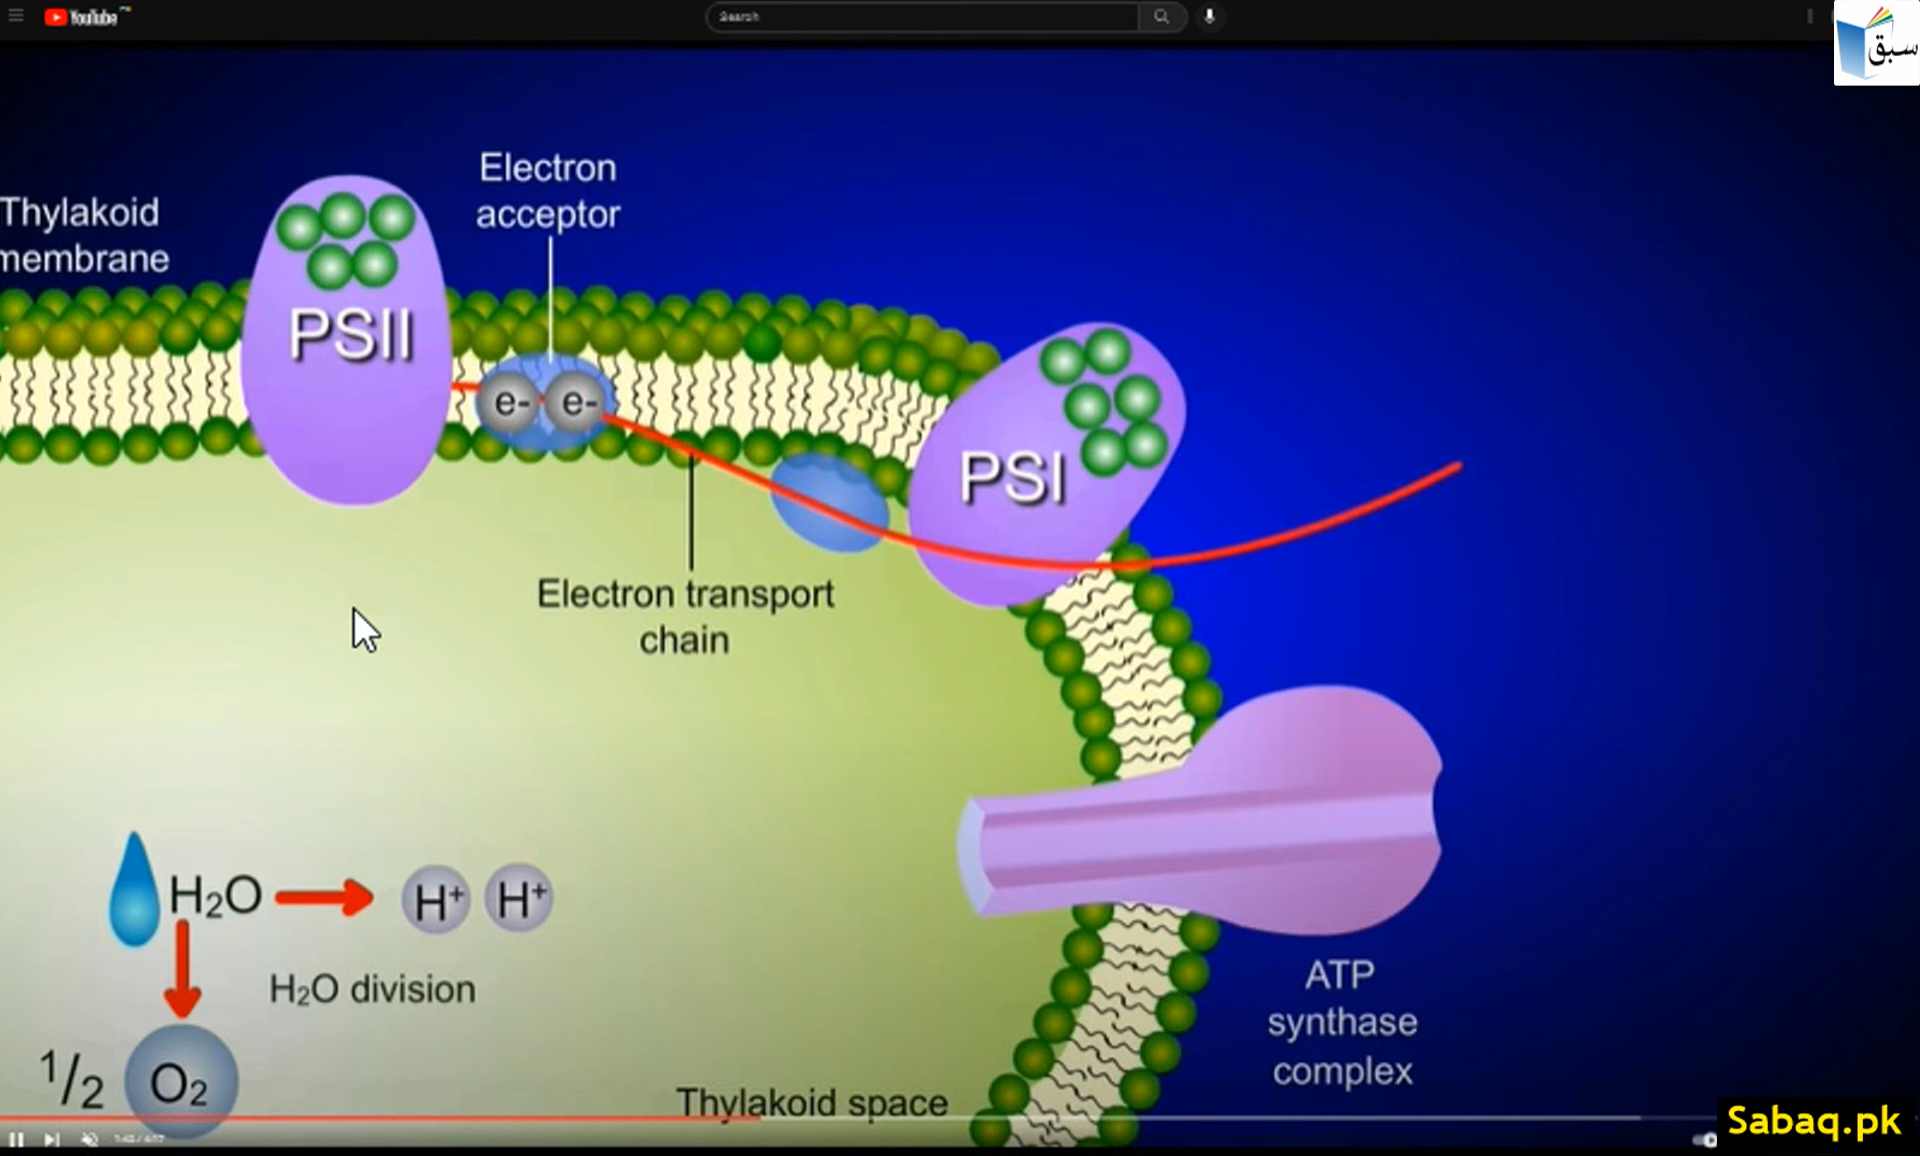 YouTube PK
Search
سبق
Electron
acceptor
Thylakoid
membrane
PSII
e- e-
PSI
Electron transport
chain
H₂O H⁺ H⁺
H₂O division
1/2 O₂
ATP
synthase
complex
Thylakoid space
Sabaq.pk